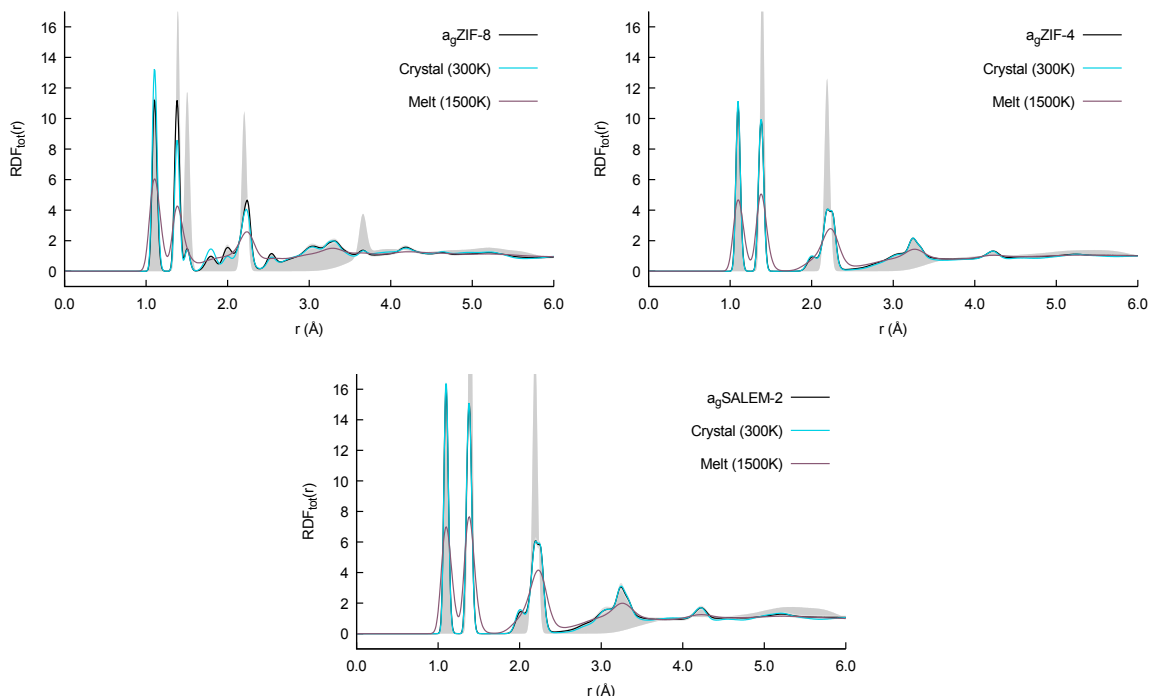 16
14
12
10
8
6
4
2
0
RDFtot(r)
agZIF-8
Crystal (300K)
Melt (1500K)
0.0 1.0 2.0 3.0 4.0 5.0 6.0
r (Å)
16
14
12
10
8
6
4
2
0
RDFtot(r)
agZIF-4
Crystal (300K)
Melt (1500K)
0.0 1.0 2.0 3.0 4.0 5.0 6.0
r (Å)
16
14
12
10
8
6
4
2
0
RDFtot(r)
agSALEM-2
Crystal (300K)
Melt (1500K)
0.0 1.0 2.0 3.0 4.0 5.0 6.0
r (Å)